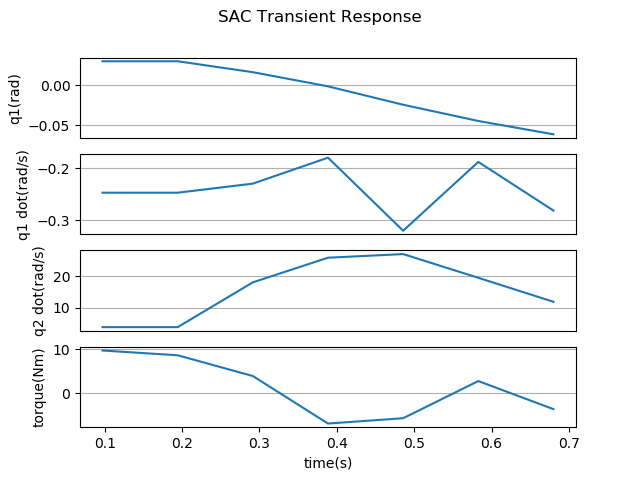 SAC Transient Response
q1(rad)
0.00
−0.05
q1 dot(rad/s)
−0.2
−0.3
q2 dot(rad/s)
20
10
torque(Nm)
10
0
0.1 0.2 0.3 0.4 0.5 0.6 0.7
time(s)